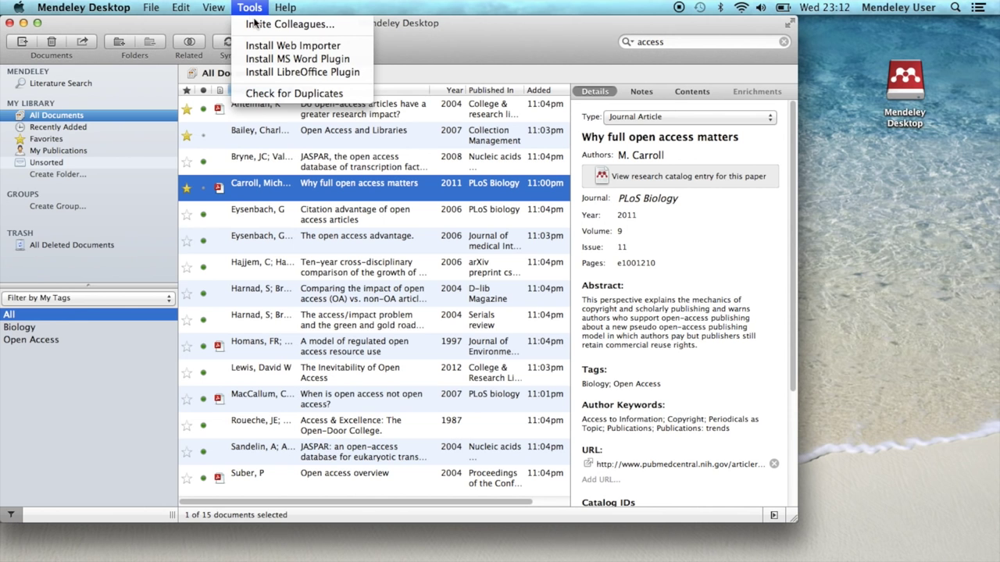 Mendeley Desktop File Edit View Tools Help Wed 23:12 Mendeley User
Invite Colleagues...
Install Web Importer
Install MS Word Plugin
Install LibreOffice Plugin
Check for Duplicates
ndeley Desktop
Documents Folders Related Syn
access
MENDELEY
Literature Search
MY LIBRARY
All Documents
Recently Added
Favorites
My Publications
Unsorted
Create Folder...
GROUPS
Create Group...
TRASH
All Deleted Documents
Filter by My Tags
All
Biology
Open Access
All Do
Year Published In Added
Anteiman, K Do open-access articles have a 2004 College & 11:04pm
greater research impact? research li...
Bailey, Charl... Open Access and Libraries 2007 Collection 11:03pm
Management
Bryne, JC; Val... JASPAR, the open access 2008 Nucleic acids 11:04pm
database of transcription fact... ...
Carroll, Mich... Why full open access matters 2011 PLoS Biology 11:00pm
Eysenbach, G Citation advantage of open 2006 PLoS biology 11:04pm
access articles
Eysenbach, G... The open access advantage. 2006 Journal of 11:03pm
medical Int...
Hajjem, C; Ha... Ten-year cross-disciplinary 2006 arXiv 11:04pm
comparison of the growth of ... preprint cs...
Harnad, S; Br... Comparing the impact of open 2004 D-lib 11:04pm
access (OA) vs. non-OA articl... Magazine
Harnad, S; Br... The access/impact problem 2004 Serials 11:04pm
and the green and gold road... review
Homans, FR; ... A model of regulated open 1997 Journal of 11:04pm
access resource use Environme...
Lewis, David W The Inevitability of Open 2012 College & 11:03pm
Access Research Li...
MacCallum, C... When is open access not open 2007 PLoS biology 11:01pm
access?
Roueche, JE; ... Access & Excellence: The 1987 11:04pm
Open-Door College.
Sandelin, A; A... JASPAR: an open-access 2004 Nucleic acids 11:04pm
database for eukaryotic trans... ...
Suber, P Open access overview 2004 Proceedings 11:04pm
of the Conf...
1 of 15 documents selected
Details Notes Contents Enrichments
Type: Journal Article
Why full open access matters
Authors: M. Carroll
View research catalog entry for this paper
Journal: PLoS Biology
Year: 2011
Volume: 9
Issue: 11
Pages: e1001210
Abstract:
This perspective explains the mechanics of
copyright and scholarly publishing and warns
authors who support open-access publishing
about a new pseudo open-access publishing
model in which authors pay but publishers still
retain commercial reuse rights.
Tags:
Biology; Open Access
Author Keywords:
Access to Information; Copyright; Periodicals as
Topic; Publications; Publications: trends
URL:
http://www.pubmedcentral.nih.gov/articler...
Add URL...
Catalog IDs
Mendeley
Desktop